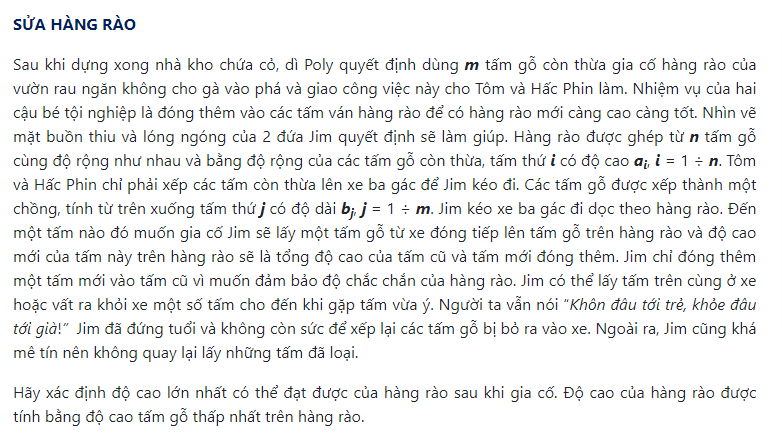 SỬA HÀNG RÀO
Sau khi dựng xong nhà kho chứa cỏ, dì Poly quyết định dùng m tấm gỗ còn thừa gia cố hàng rào của
vườn rau ngăn không cho gà vào phá và giao công việc này cho Tôm và Hấc Phin làm. Nhiệm vụ của hai
cậu bé tội nghiệp là đóng thêm vào các tấm ván hàng rào để có hàng rào mới càng cao càng tốt. Nhìn vẽ
mặt buồn thiu và lóng ngóng của 2 đứa Jim quyết định sẽ làm giúp. Hàng rào được ghép từ n tấm gỗ
cùng độ rộng như nhau và bằng độ rộng của các tấm gỗ còn thừa, tấm thứ i có độ cao ai, i = 1 ÷ n. Tôm
và Hấc Phin chỉ phải xếp các tấm còn thừa lên xe ba gác để Jim kéo đi. Các tấm gỗ được xếp thành một
chồng, tính từ trên xuống tấm thứ j có độ dài bj, j = 1 ÷ m. Jim kéo xe ba gác đi dọc theo hàng rào. Đến
một tấm nào đó muốn gia cố Jim sẽ lấy một tấm gỗ từ xe đóng tiếp lên tấm gỗ trên hàng rào và độ cao
mới của tấm này trên hàng rào sẽ là tổng độ cao của tấm cũ và tấm mới đóng thêm. Jim chỉ đóng thêm
một tấm mới vào tấm cũ vì muốn đảm bảo độ chắc chắn của hàng rào. Jim có thể lấy tấm trên cùng ở xe
hoặc vất ra khỏi xe một số tấm cho đến khi gặp tấm vừa ý. Người ta vẫn nói “Khôn đâu tới trẻ, khỏe đâu
tới già!” Jim đã đứng tuổi và không còn sức để xếp lại các tấm gỗ bị bỏ ra vào xe. Ngoài ra, Jim cũng khá
mê tín nên không quay lại lấy những tấm đã loại.
Hãy xác định độ cao lớn nhất có thể đạt được của hàng rào sau khi gia cố. Độ cao của hàng rào được
tính bằng độ cao tấm gỗ thấp nhất trên hàng rào.